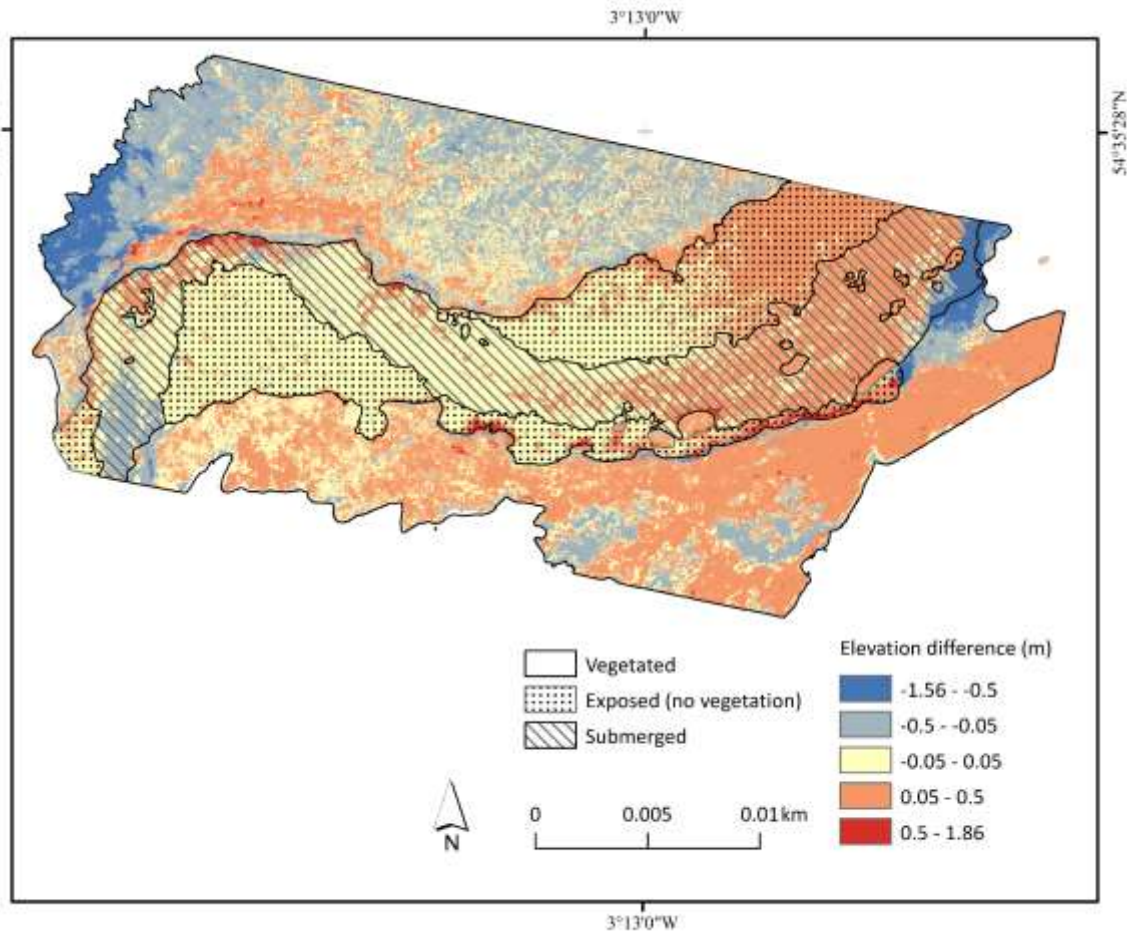 3°13'0"W
54°35'28"N
Vegetated
Exposed (no vegetation)
Submerged
Elevation difference (m)
-1.56 - -0.5
-0.5 - -0.05
-0.05 - 0.05
0.05 - 0.5
0.5 - 1.86
N
0 0.005 0.01 km
3°13'0"W